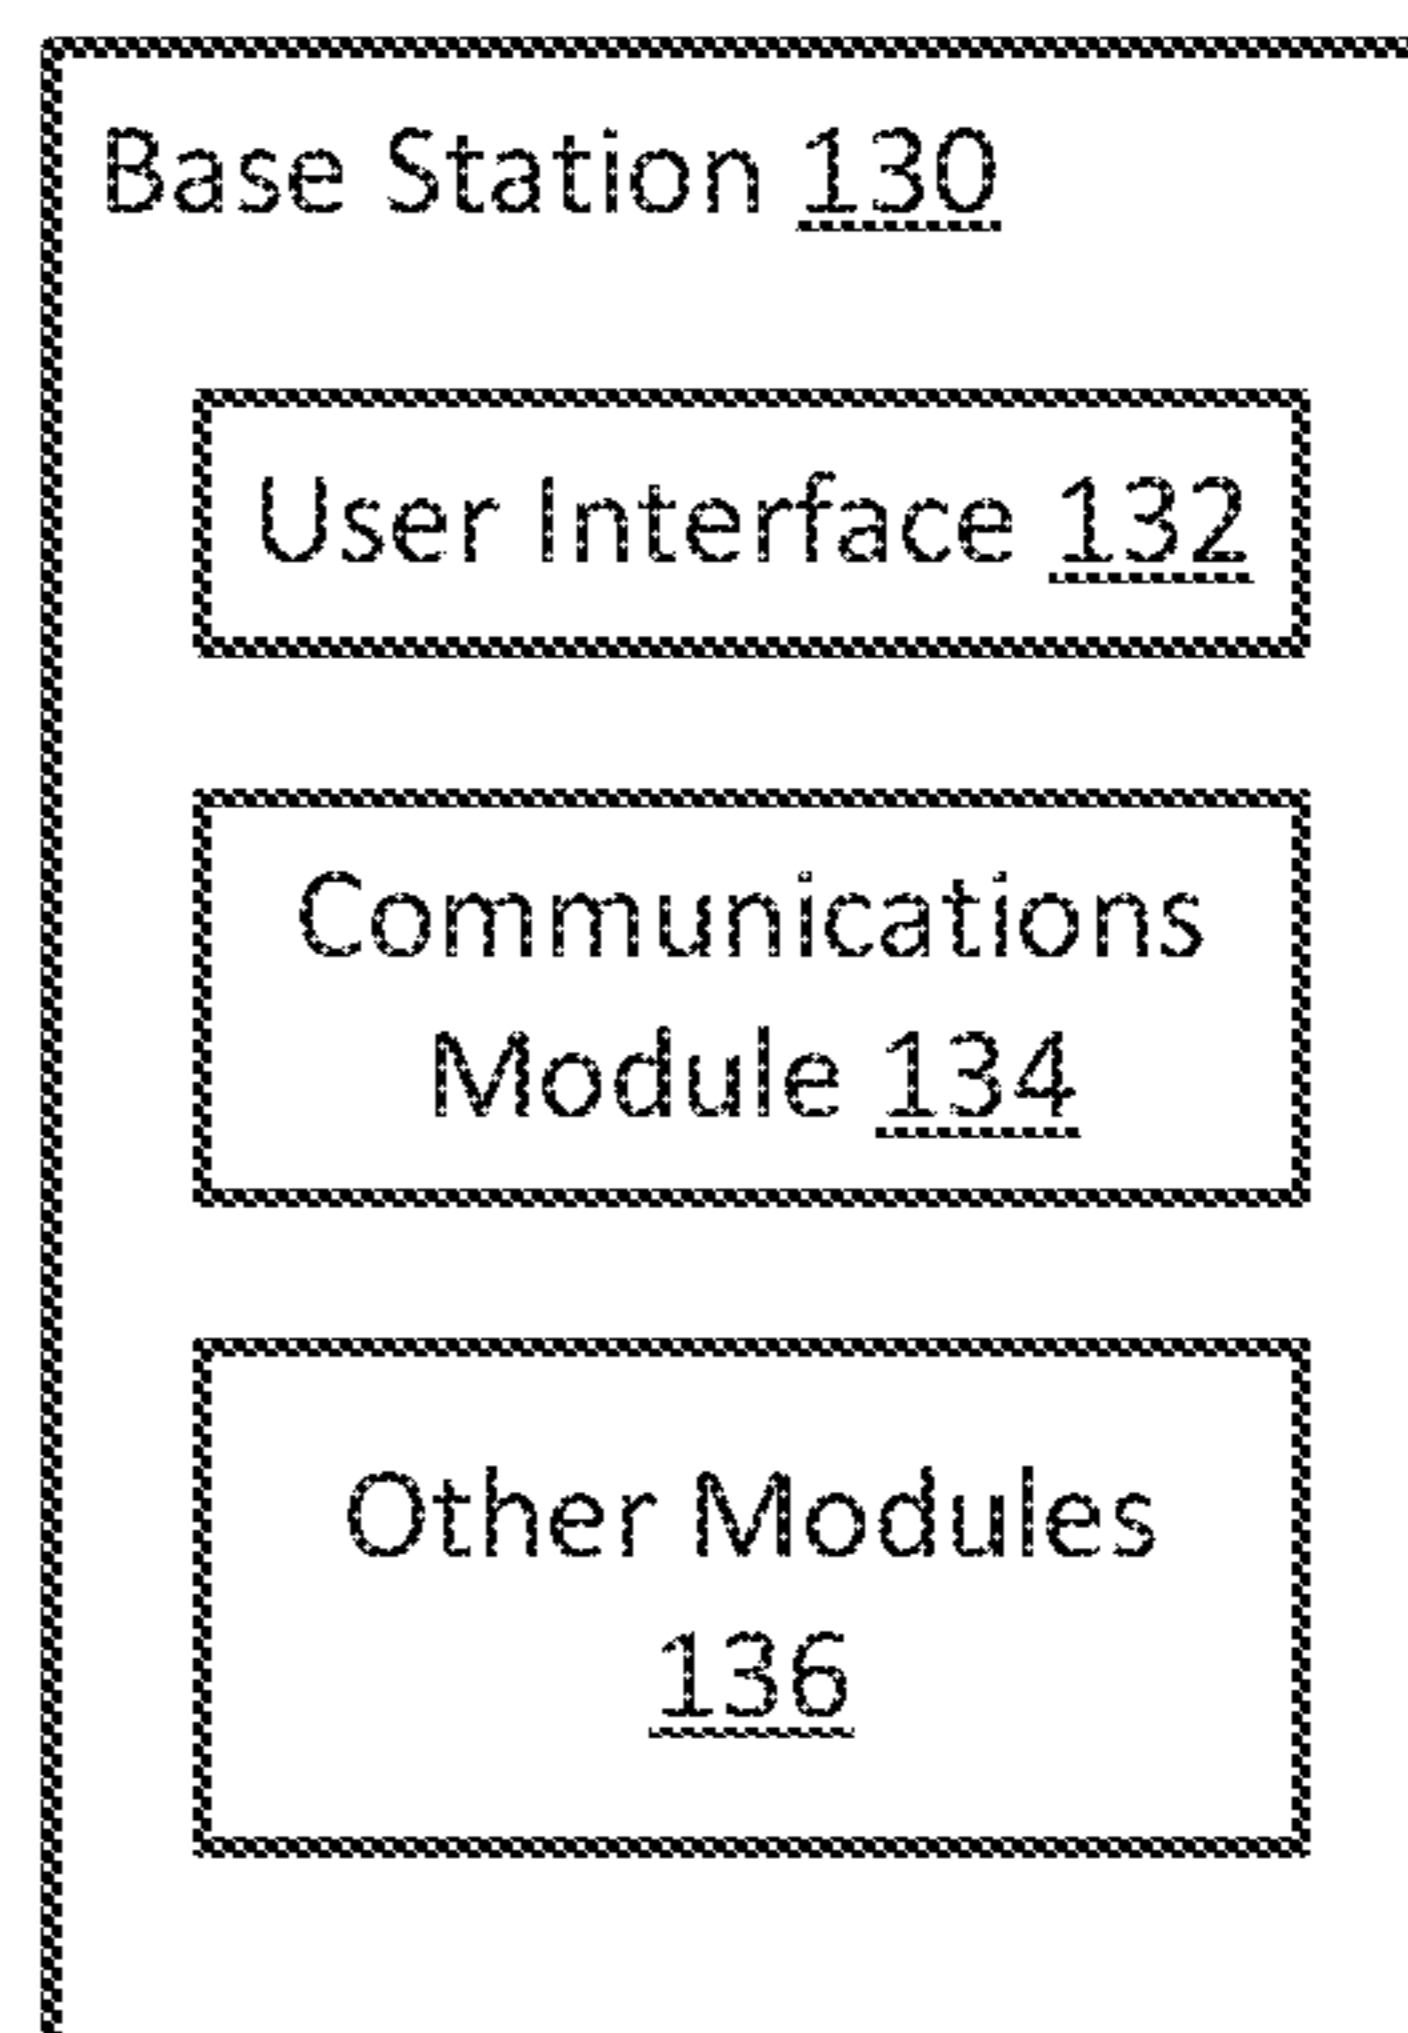 Base Station 130
User Interface 132
Communications
Module 134
Other Modules
136